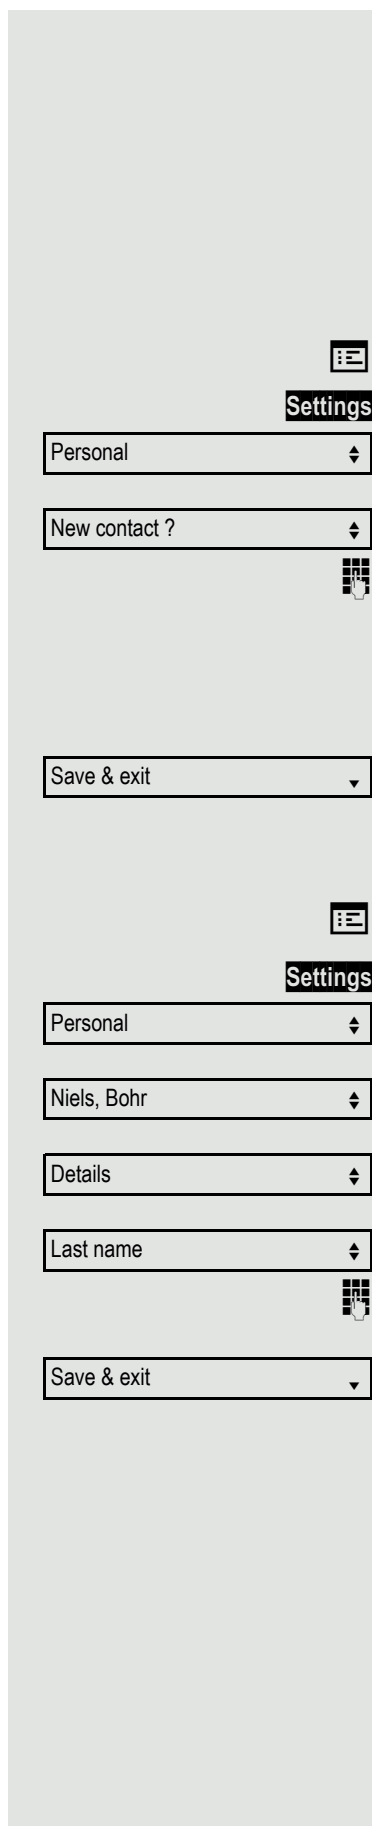 Settings
Personal
New contact ?
Save & exit
Settings
Personal
Niels, Bohr
Details
Last name
Save & exit